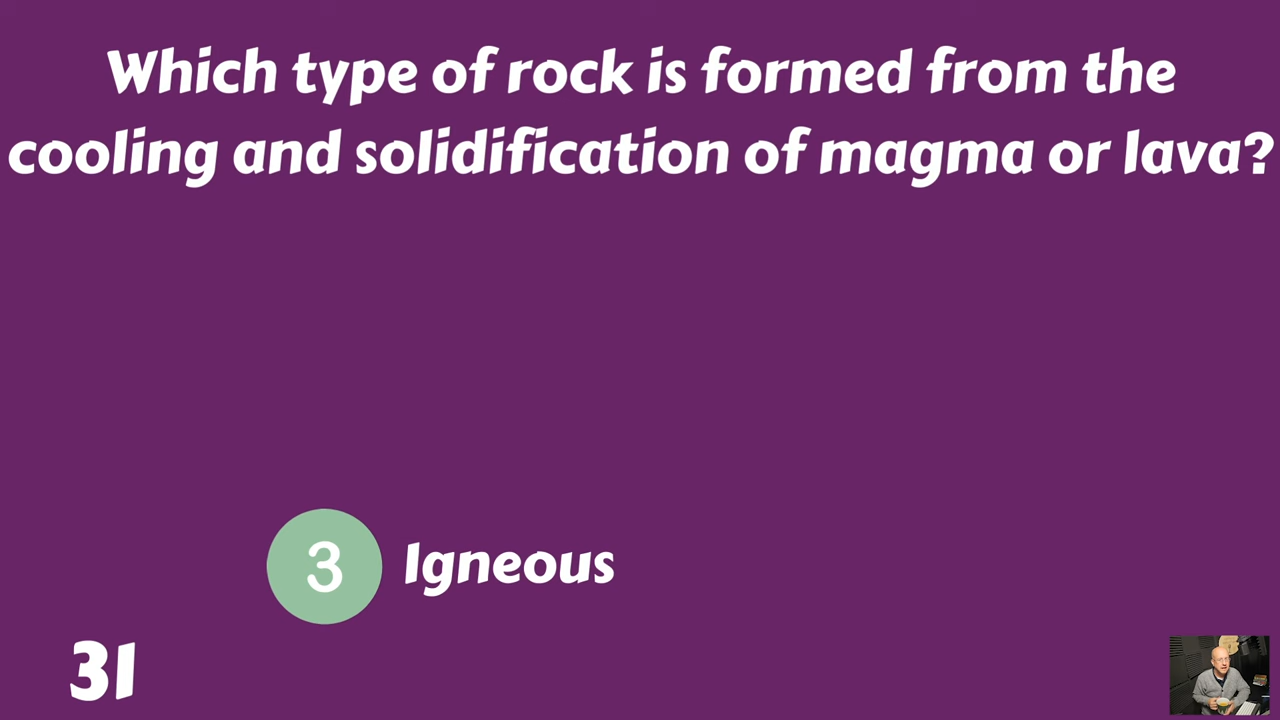 Which type of rock is formed from the
cooling and solidification of magma or lava?
3 Igneous
31